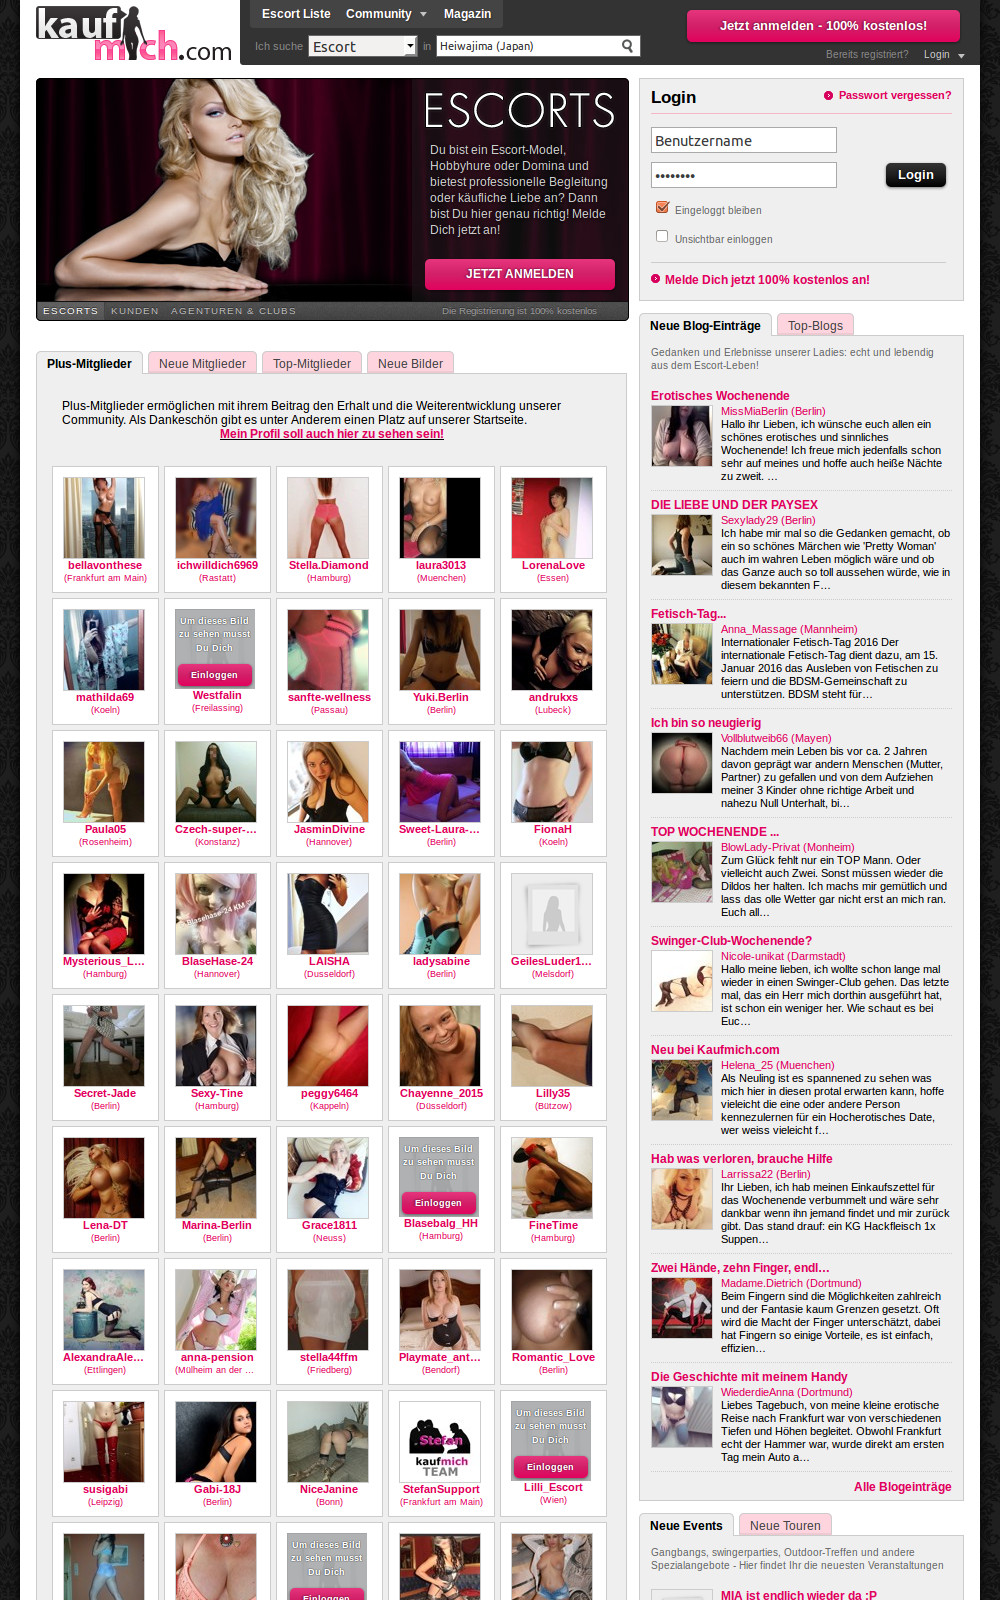 kaufmich.com
Escort Liste Community Magazin
Jetzt anmelden - 100% kostenlos!
Ich suche Escort in Heiwajima (Japan)
Bereits registriert? Login
ESCORTS
Du bist ein Escort-Model,
Hobbyhure oder Domina und
bietest professionelle Begleitung
oder käufliche Liebe an? Dann
bist Du hier genau richtig! Melde
Dich jetzt an!
JETZT ANMELDEN
ESCORTS KUNDEN AGENTUREN & CLUBS Die Registrierung ist 100% kostenlos
Login Passwort vergessen?
Benutzername
••••••••
Login
Eingeloggt bleiben
Unsichtbar einloggen
Melde Dich jetzt 100% kostenlos an!
Plus-Mitglieder Neue Mitglieder Top-Mitglieder Neue Bilder
Plus-Mitglieder ermöglichen mit ihrem Beitrag den Erhalt und die Weiterentwicklung unserer
Community. Als Dankeschön gibt es unter Anderem einen Platz auf unserer Startseite.
Mein Profil soll auch hier zu sehen sein!
bellavonthese ichwilldich6969 Stella.Diamond laura3013 LorenaLove
(Frankfurt am Main) (Rastatt) (Hamburg) (Muenchen) (Essen)
Um dieses Bild
zu sehen musst
Du Dich
Einloggen
mathilda69 Westfalin sanfte-wellness Yuki.Berlin andrukxs
(Koeln) (Freilassing) (Passau) (Berlin) (Lubeck)
Paula05 Czech-super-... JasminDivine Sweet-Laura-... FionaH
(Rosenheim) (Konstanz) (Hannover) (Berlin) (Koeln)
Blasehase-24 KM
Mysterious_L... BlaseHase-24 LAISHA ladysabine GeilesLuder1...
(Hamburg) (Hannover) (Dusseldorf) (Berlin) (Melsdorf)
Secret-Jade Sexy-Tine peggy6464 Chayenne_2015 Lilly35
(Berlin) (Hamburg) (Kappeln) (Düsseldorf) (Bützow)
Um dieses Bild
zu sehen musst
Du Dich
Einloggen
Lena-DT Marina-Berlin Grace1811 Blasebalg_HH FineTime
(Berlin) (Berlin) (Neuss) (Hamburg) (Hamburg)
AlexandraAle... anna-pension stella44ffm Playmate_ant... Romantic_Love
(Ettlingen) (Mülheim an der ... (Friedberg) (Bendorf) (Berlin)
Stefan
kaufmich
TEAM
Um dieses Bild
zu sehen musst
Du Dich
Einloggen
susigabi Gabi-18J NiceJanine StefanSupport Lilli_Escort
(Leipzig) (Berlin) (Bonn) (Frankfurt am Main) (Wien)
Um dieses Bild
zu sehen musst
Du Dich
Einloggen
Neue Blog-Einträge Top-Blogs
Gedanken und Erlebnisse unserer Ladies: echt und lebendig
aus dem Escort-Leben!
Erotisches Wochenende
MissMiaBerlin (Berlin)
Hallo ihr Lieben, ich wünsche euch allen ein
schönes erotisches und sinnliches
Wochenende! Ich freue mich jedenfalls schon
sehr auf meines und hoffe auch heiße Nächte
zu zweit. ...
DIE LIEBE UND DER PAYSEX
Sexylady29 (Berlin)
Ich habe mir mal so die Gedanken gemacht, ob
ein so schönes Märchen wie 'Pretty Woman'
auch im wahren Leben möglich wäre und ob
das Ganze auch so toll aussehen würde, wie in
diesem bekannten F...
Fetisch-Tag...
Anna_Massage (Mannheim)
Internationaler Fetisch-Tag 2016 Der
internationale Fetisch-Tag dient dazu, am 15.
Januar 2016 das Ausleben von Fetischen zu
feiern und die BDSM-Gemeinschaft zu
unterstützen. BDSM steht für...
Ich bin so neugierig
Vollblutweib66 (Mayen)
Nachdem mein Leben bis vor ca. 2 Jahren
davon geprägt war andern Menschen (Mutter,
Partner) zu gefallen und von dem Aufziehen
meiner 3 Kinder ohne richtige Arbeit und
nahezu Null Unterhalt, bi...
TOP WOCHENENDE ...
BlowLady-Privat (Monheim)
Zum Glück fehlt nur ein TOP Mann. Oder
vielleicht auch Zwei. Sonst müssen wieder die
Dildos her halten. Ich machs mir gemütlich und
lass das olle Wetter gar nicht erst an mich ran.
Euch all...
Swinger-Club-Wochenende?
Nicole-unikat (Darmstadt)
Hallo meine lieben, ich wollte schon lange mal
wieder in einen Swinger-Club gehen. Das letzte
mal, das ein Herr mich dorthin ausgeführt hat,
ist schon ein weniger her. Wie schaut es bei
Euc...
Neu bei Kaufmich.com
Helena_25 (Muenchen)
Als Neuling ist es spannened zu sehen was
mich hier in diesen protal erwarten kann, hoffe
vieleicht die eine oder andere Person
kennezulernen für ein Hocherotisches Date,
wer weiss vieleicht f...
Hab was verloren, brauche Hilfe
Larrissa22 (Berlin)
Ihr Lieben, ich hab meinen Einkaufszettel für
das Wochenende verbummelt und wäre sehr
dankbar wenn ihn jemand findet und mir zurück
gibt. Das stand drauf: ein KG Hackfleisch 1x
Suppen...
Zwei Hände, zehn Finger, endl...
Madame.Dietrich (Dortmund)
Beim Fingern sind die Möglichkeiten zahlreich
und der Fantasie kaum Grenzen gesetzt. Oft
wird die Macht der Finger unterschätzt, dabei
hat Fingern so einige Vorteile, es ist einfach,
effizien...
Die Geschichte mit meinem Handy
WiederdieAnna (Dortmund)
Liebes Tagebuch, von meine kleine erotische
Reise nach Frankfurt war von verschiedenen
Tiefen und Höhen begleitet. Obwohl Frankfurt
echt der Hammer war, wurde direkt am ersten
Tag mein Auto a...
Alle Blogeinträge
Neue Events Neue Touren
Gangbangs, swingerparties, Outdoor-Treffen und andere
Spezialangebote - Hier findet Ihr die neuesten Veranstaltungen
MIA ist endlich wieder da :P